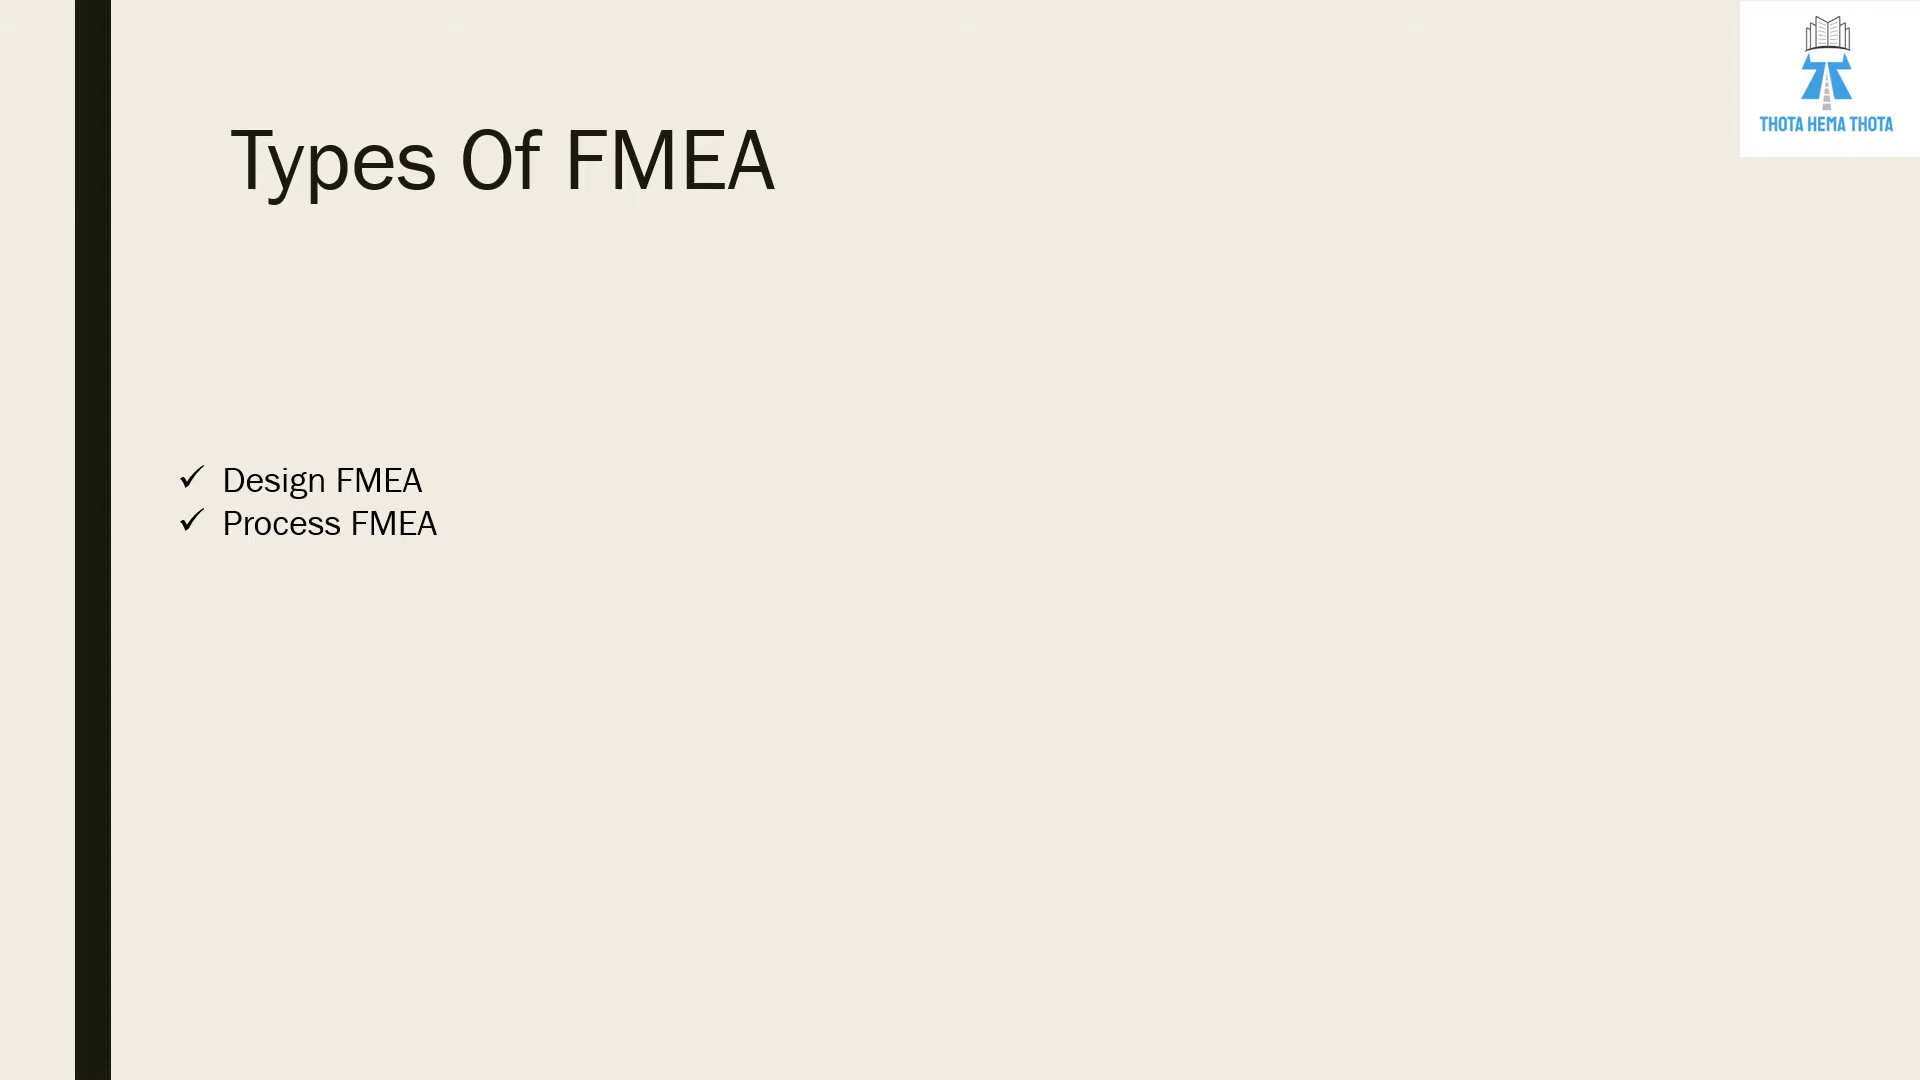 THOTA HEMA THOTA
Types Of FMEA
✓ Design FMEA
✓ Process FMEA